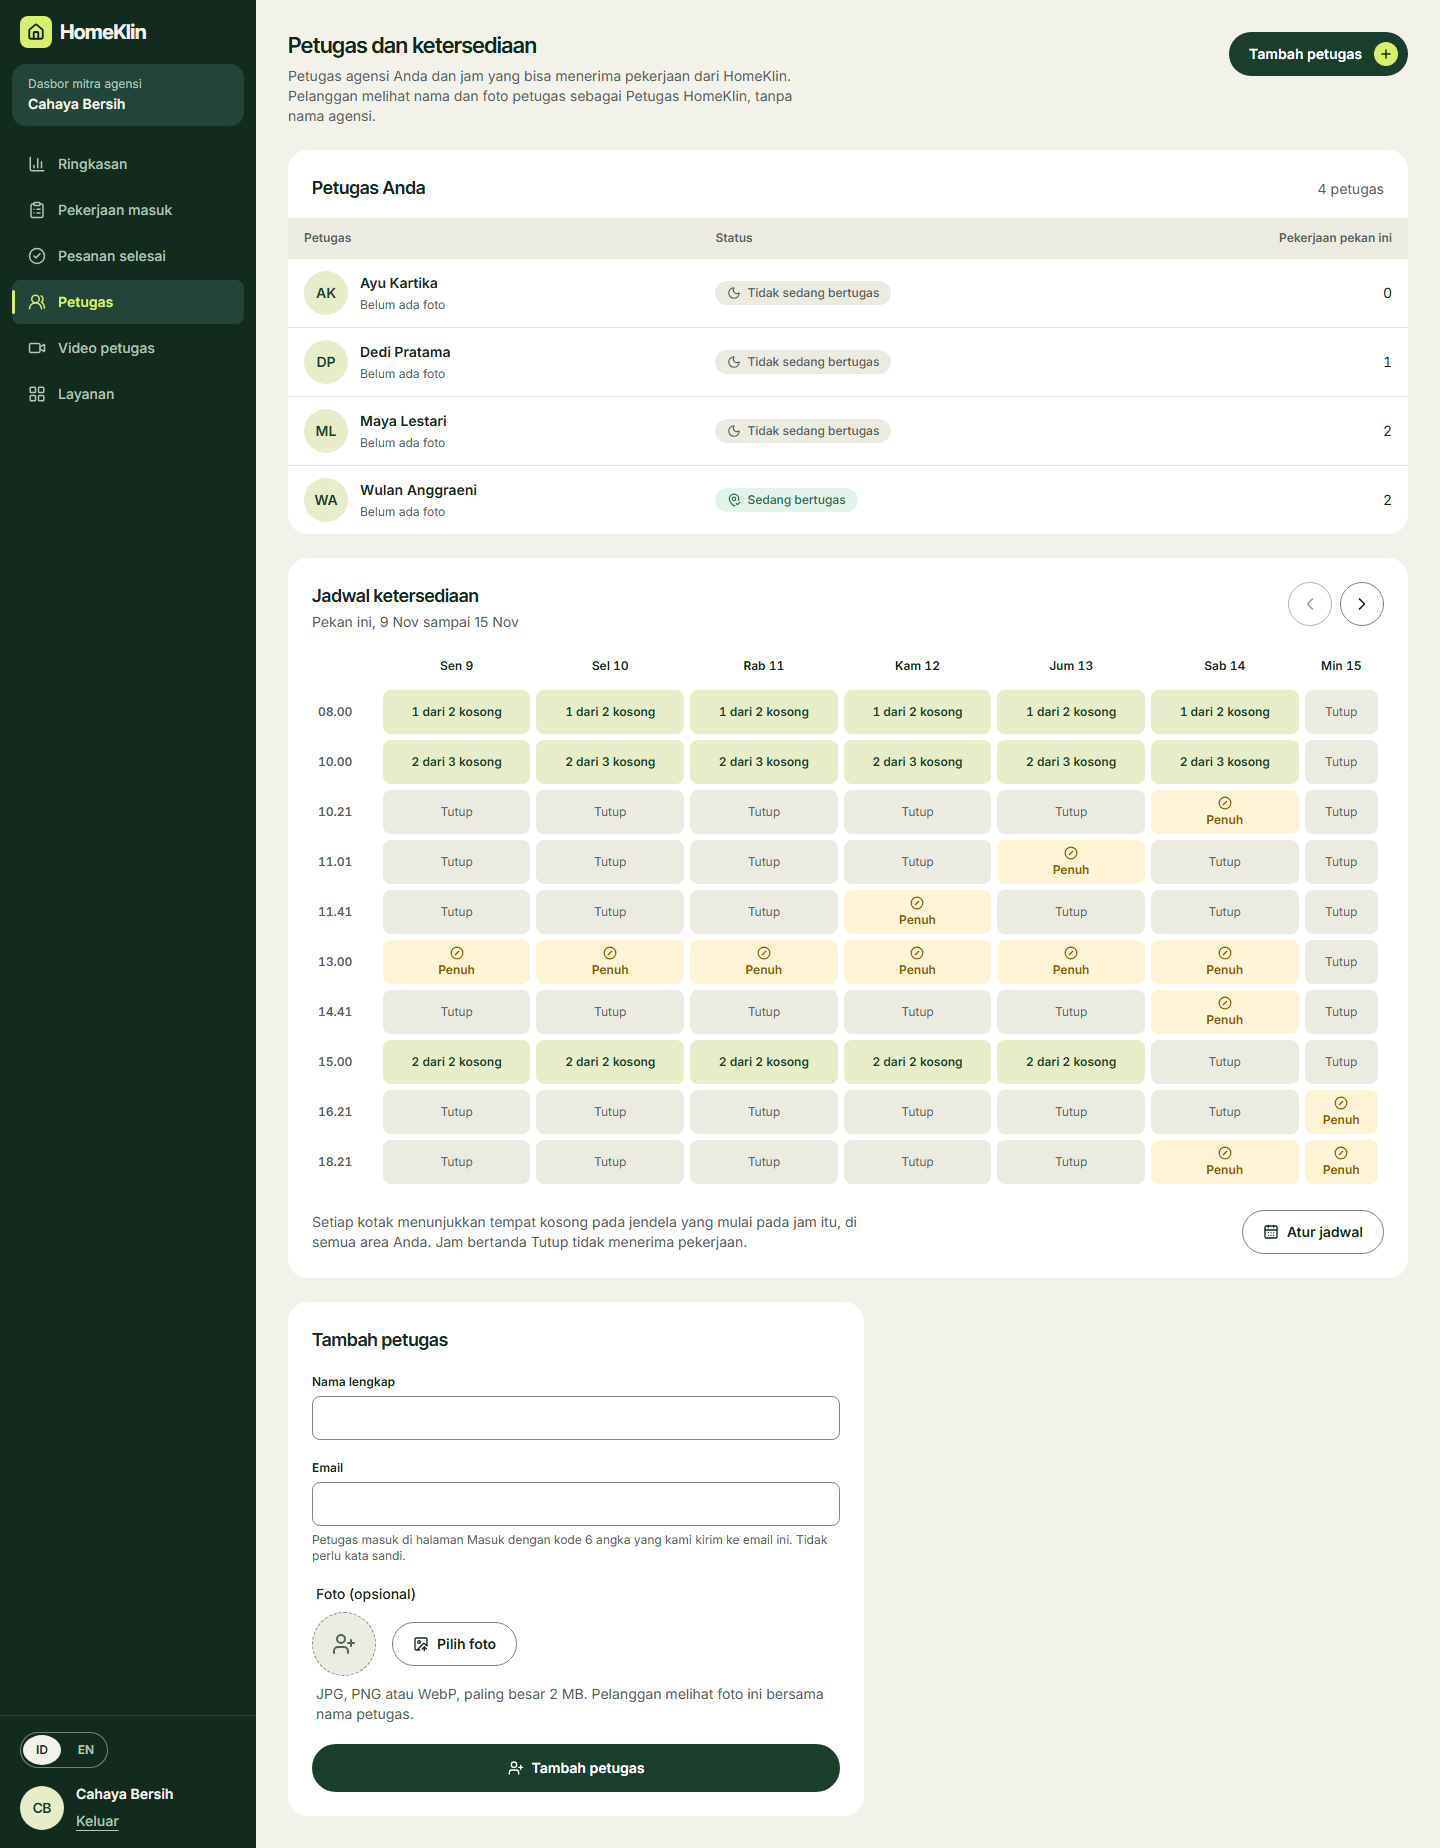 HomeKlin
Dasbor mitra agensi
Cahaya Bersih
Ringkasan
Pekerjaan masuk
Pesanan selesai
Petugas
Video petugas
Layanan
ID EN
CB Cahaya Bersih
Keluar
Petugas dan ketersediaan
Petugas agensi Anda dan jam yang bisa menerima pekerjaan dari HomeKlin.
Pelanggan melihat nama dan foto petugas sebagai Petugas HomeKlin, tanpa
nama agensi.
Tambah petugas
Petugas Anda 4 petugas
Petugas Status Pekerjaan pekan ini
AK Ayu Kartika Tidak sedang bertugas 0
Belum ada foto
DP Dedi Pratama Tidak sedang bertugas 1
Belum ada foto
ML Maya Lestari Tidak sedang bertugas 2
Belum ada foto
WA Wulan Anggraeni Sedang bertugas 2
Belum ada foto
Jadwal ketersediaan
Pekan ini, 9 Nov sampai 15 Nov
Sen 9 Sel 10 Rab 11 Kam 12 Jum 13 Sab 14 Min 15
08.00 1 dari 2 kosong 1 dari 2 kosong 1 dari 2 kosong 1 dari 2 kosong 1 dari 2 kosong 1 dari 2 kosong Tutup
10.00 2 dari 3 kosong 2 dari 3 kosong 2 dari 3 kosong 2 dari 3 kosong 2 dari 3 kosong 2 dari 3 kosong Tutup
10.21 Tutup Tutup Tutup Tutup Tutup Penuh Tutup
11.01 Tutup Tutup Tutup Tutup Penuh Tutup Tutup
11.41 Tutup Tutup Tutup Penuh Tutup Tutup Tutup
13.00 Penuh Penuh Penuh Penuh Penuh Penuh Tutup
14.41 Tutup Tutup Tutup Tutup Tutup Penuh Tutup
15.00 2 dari 2 kosong 2 dari 2 kosong 2 dari 2 kosong 2 dari 2 kosong 2 dari 2 kosong Tutup Tutup
16.21 Tutup Tutup Tutup Tutup Tutup Tutup Penuh
18.21 Tutup Tutup Tutup Tutup Tutup Penuh Penuh
Setiap kotak menunjukkan tempat kosong pada jendela yang mulai pada jam itu, di
semua area Anda. Jam bertanda Tutup tidak menerima pekerjaan.
Atur jadwal
Tambah petugas
Nama lengkap
Email
Petugas masuk di halaman Masuk dengan kode 6 angka yang kami kirim ke email ini. Tidak
perlu kata sandi.
Foto (opsional)
Pilih foto
JPG, PNG atau WebP, paling besar 2 MB. Pelanggan melihat foto ini bersama
nama petugas.
Tambah petugas